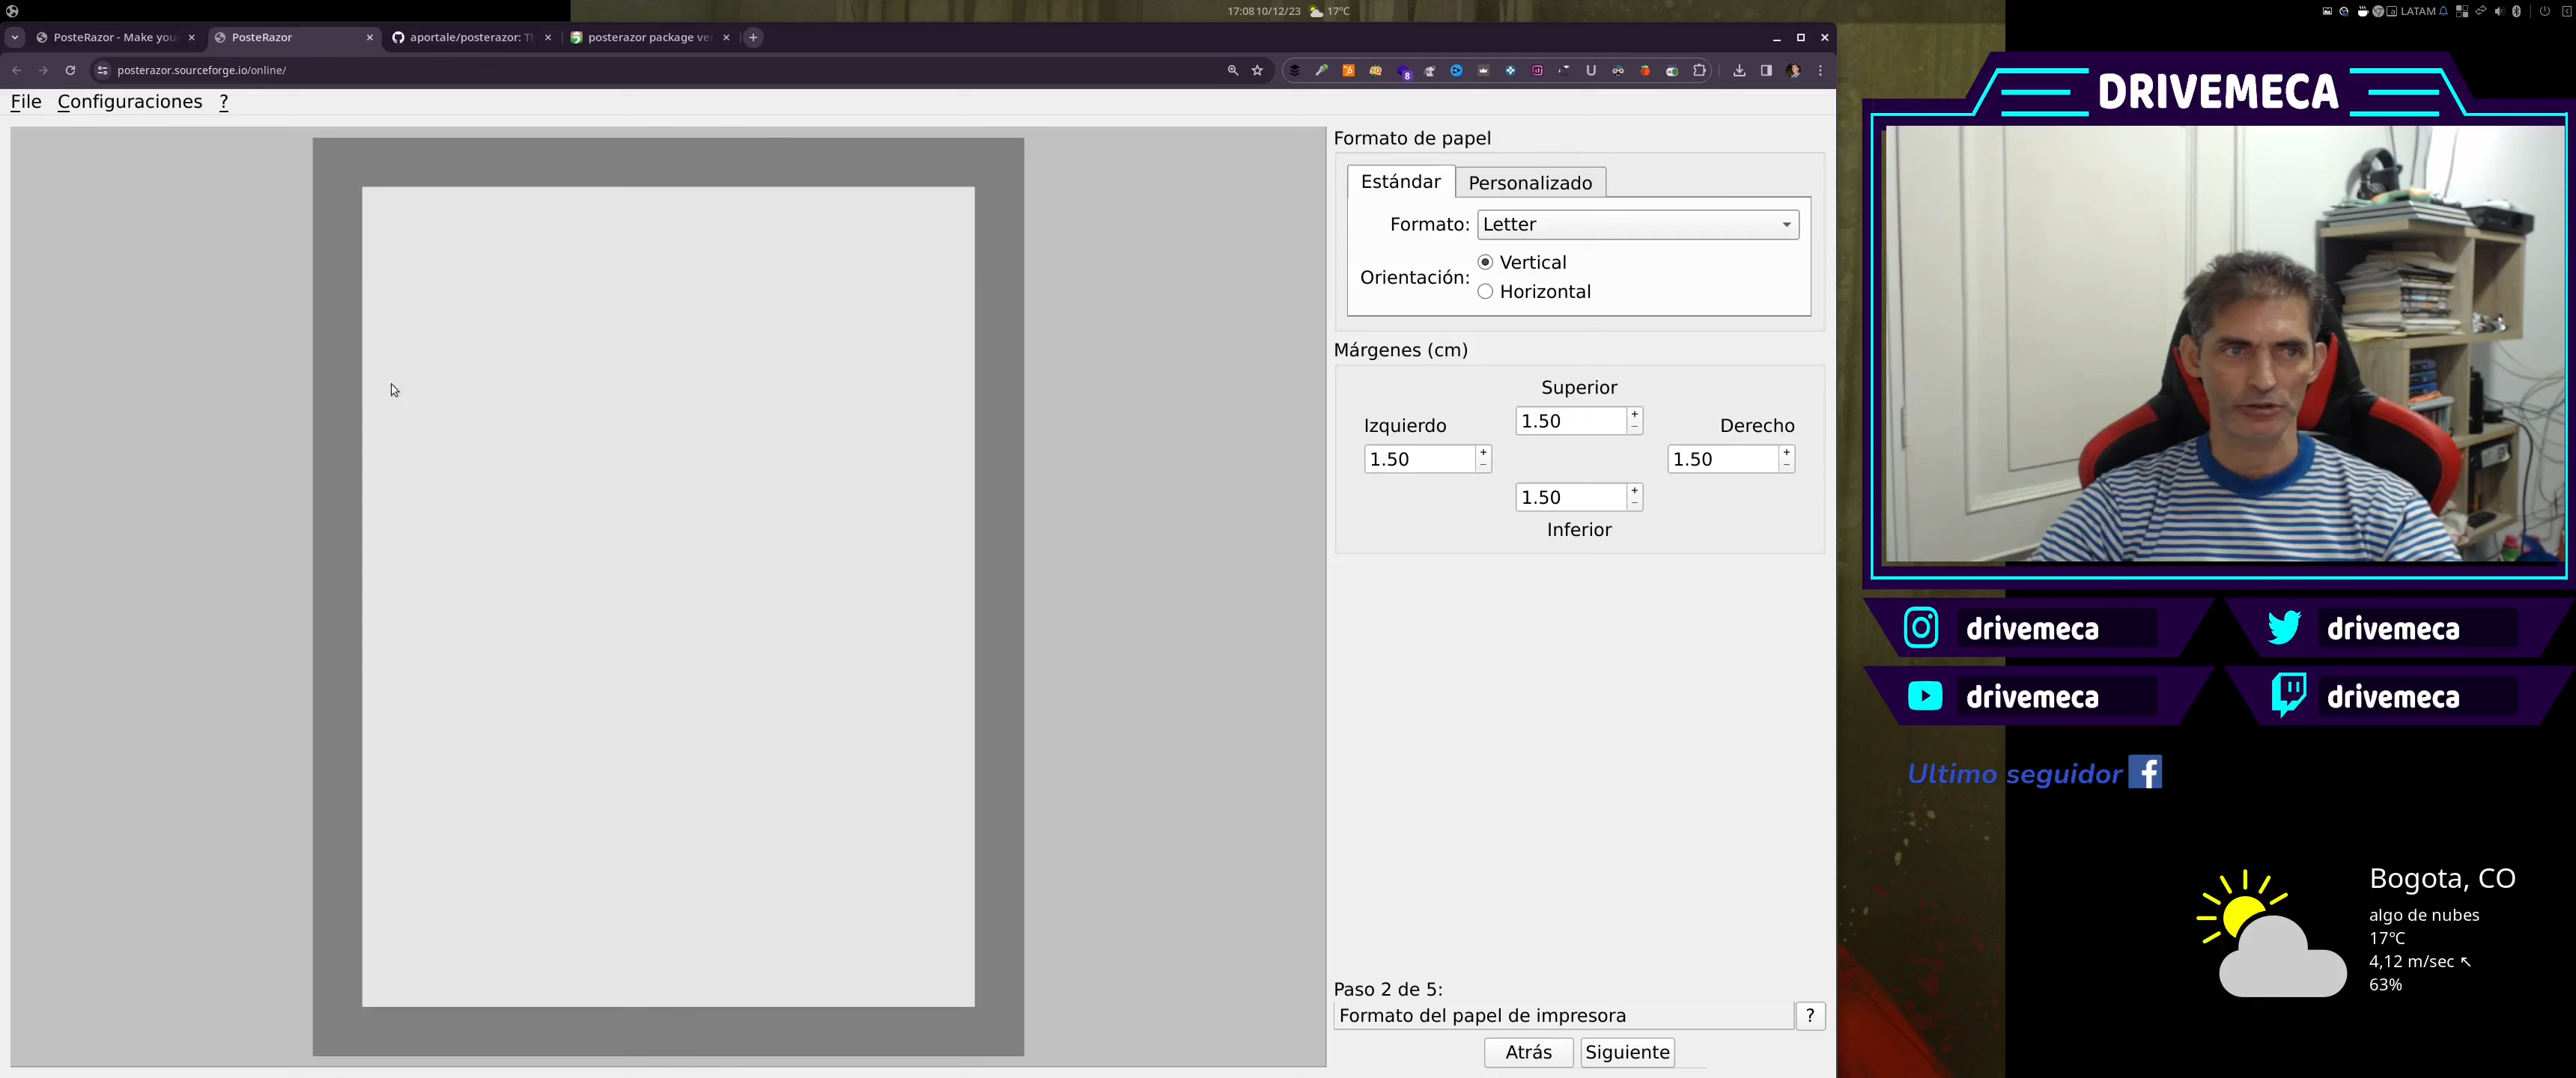 17:08 10/12/23 17°C
LATAM
PosteRazor - Make you
PosteRazor
aportale/posterazor: Th
posterazor package ve
posterazor.sourceforge.io/online/
8
File Configuraciones ?
Formato de papel
Estándar Personalizado
Formato: Letter
Orientación:
Vertical
Horizontal
Márgenes (cm)
Superior
1.50
Izquierdo
1.50
Derecho
1.50
1.50
Inferior
Paso 2 de 5:
Formato del papel de impresora ?
Atrás Siguiente
DRIVEMECA
drivemeca
drivemeca
drivemeca
drivemeca
Ultimo seguidor
Bogota, CO
algo de nubes
17°C
4,12 m/sec ↖
63%